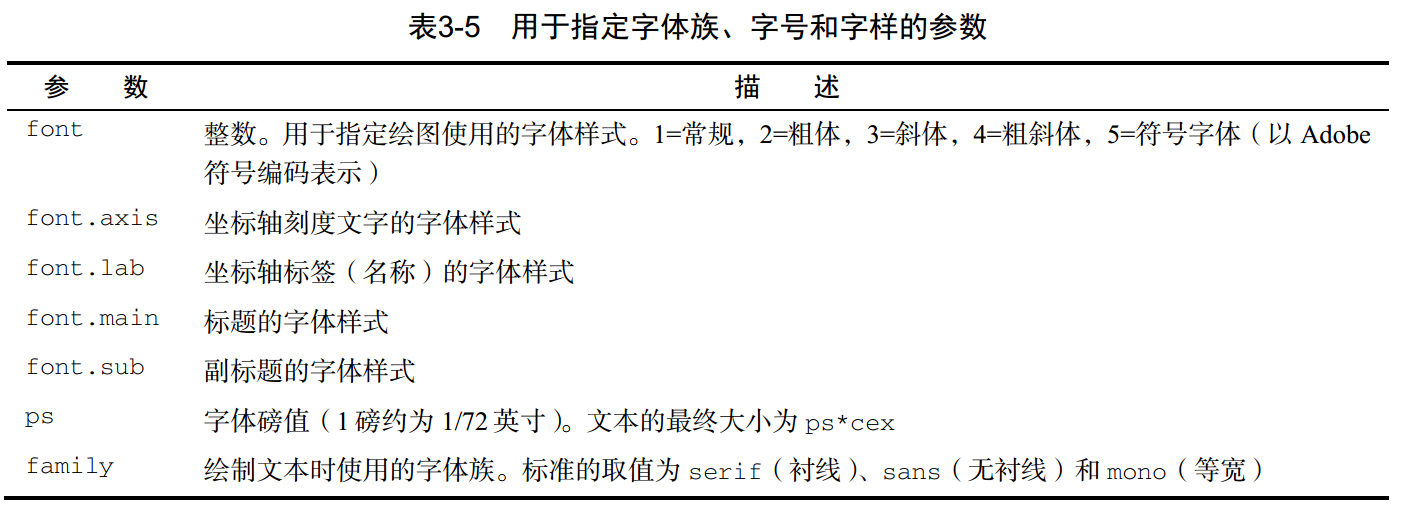 表3-5 用于指定字体族、字号和字样的参数
参 数 描 述
font 整数。用于指定绘图使用的字体样式。1=常规，2=粗体，3=斜体，4=粗斜体，5=符号字体（以 Adobe
符号编码表示）
font.axis 坐标轴刻度文字的字体样式
font.lab 坐标轴标签（名称）的字体样式
font.main 标题的字体样式
font.sub 副标题的字体样式
ps 字体磅值（1 磅约为 1/72 英寸）。文本的最终大小为 ps*cex
family 绘制文本时使用的字体族。标准的取值为 serif（衬线）、sans（无衬线）和 mono（等宽）